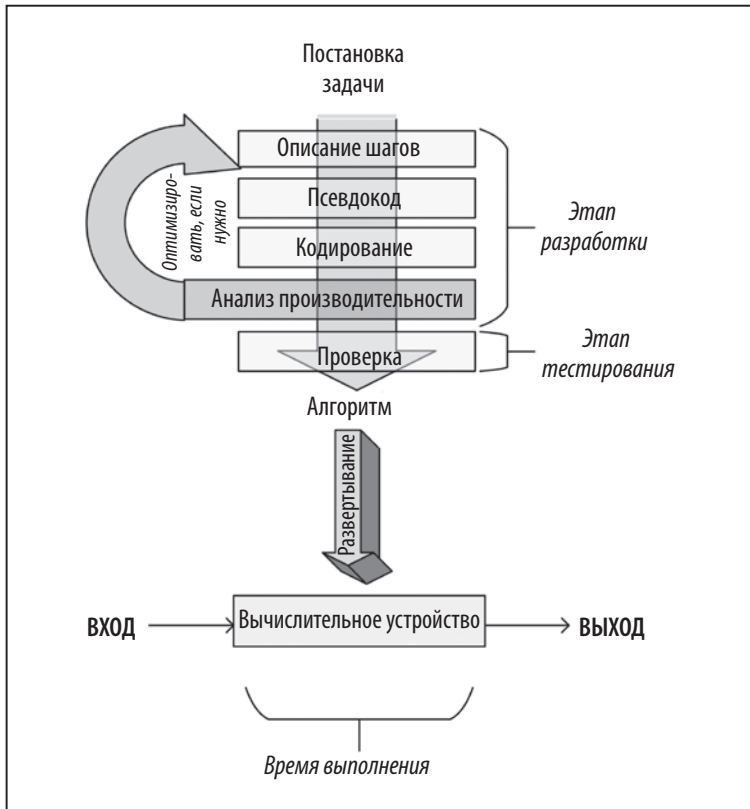 Постановка
задачи
Описание шагов
Псевдокод
Кодирование
Анализ производительности
Проверка
Оптимизиро-
вать, если
нужно
Этап
разработки
Этап
тестирования
Алгоритм
Развертывание
ВХОД
Вычислительное устройство
ВЫХОД
Время выполнения